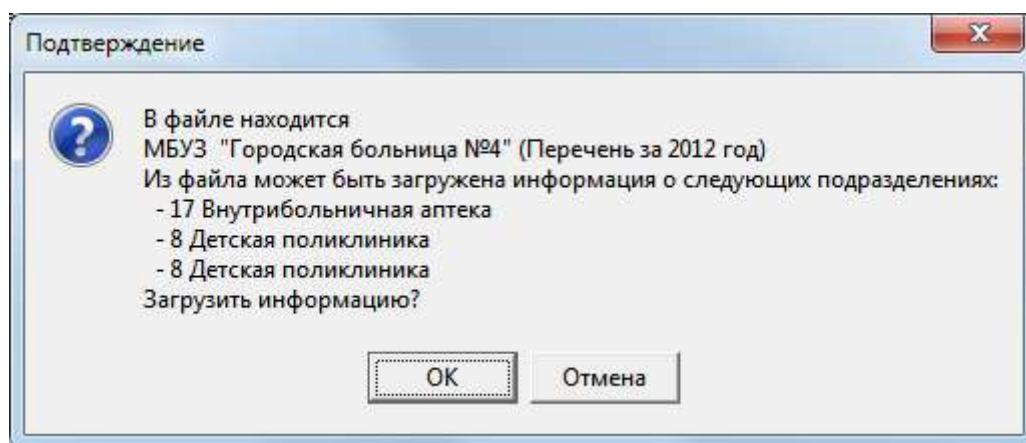 Подтверждение
В файле находится
МБУЗ "Городская больница №4" (Перечень за 2012 год)
Из файла может быть загружена информация о следующих подразделениях:
- 17 Внутрибольничная аптека
- 8 Детская поликлиника
- 8 Детская поликлиника
Загрузить информацию?
OK
Отмена